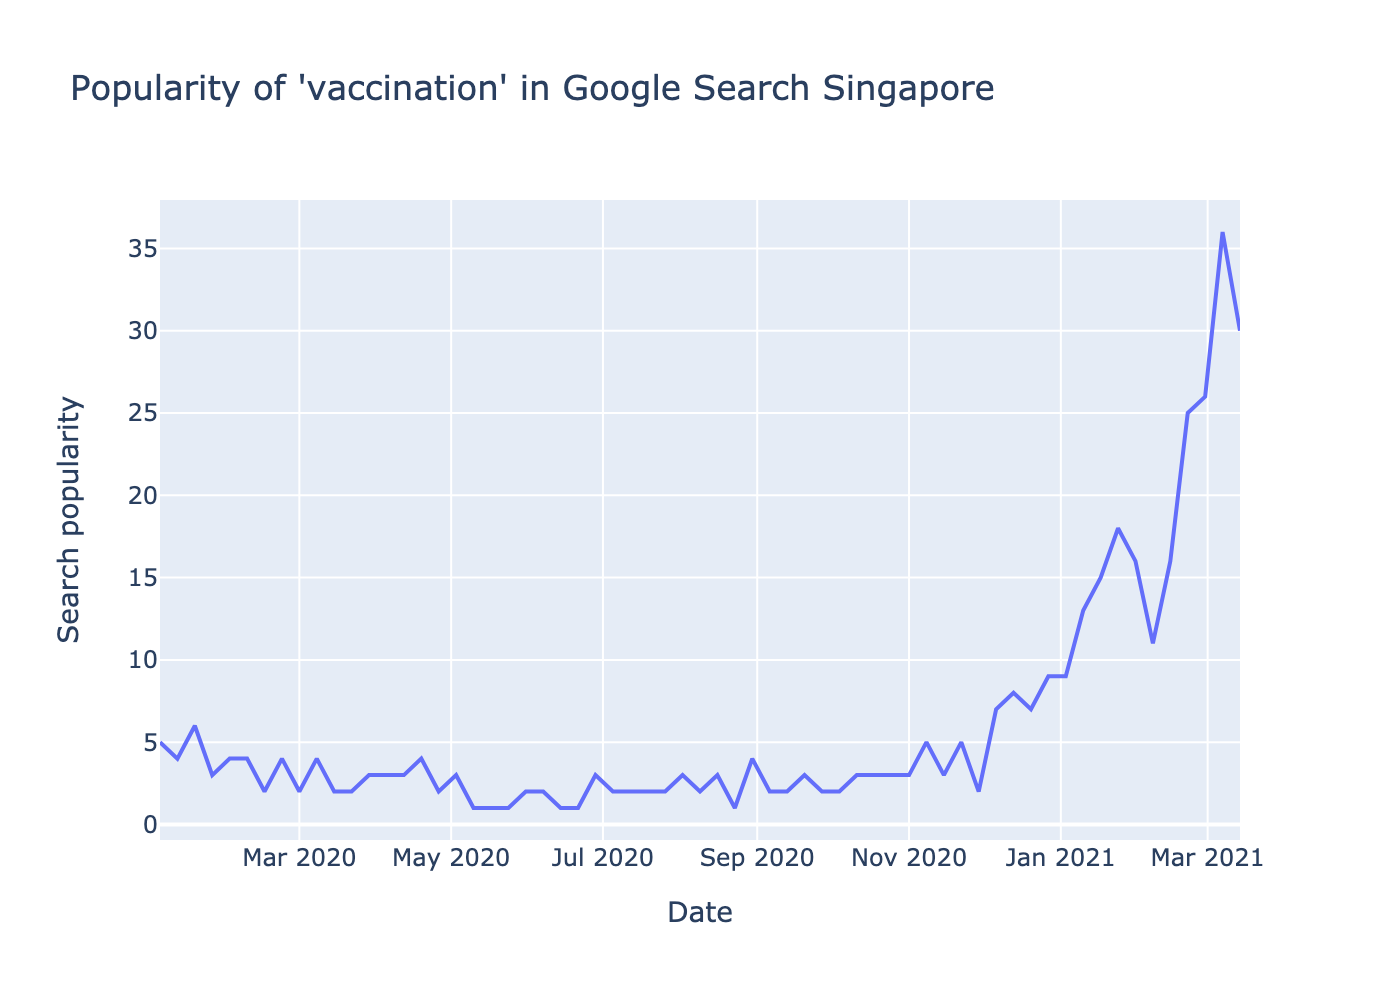 Popularity of 'vaccination' in Google Search Singapore
35
30
25
20
15
10
5
0
Search popularity
Mar 2020 May 2020 Jul 2020 Sep 2020 Nov 2020 Jan 2021 Mar 2021
Date